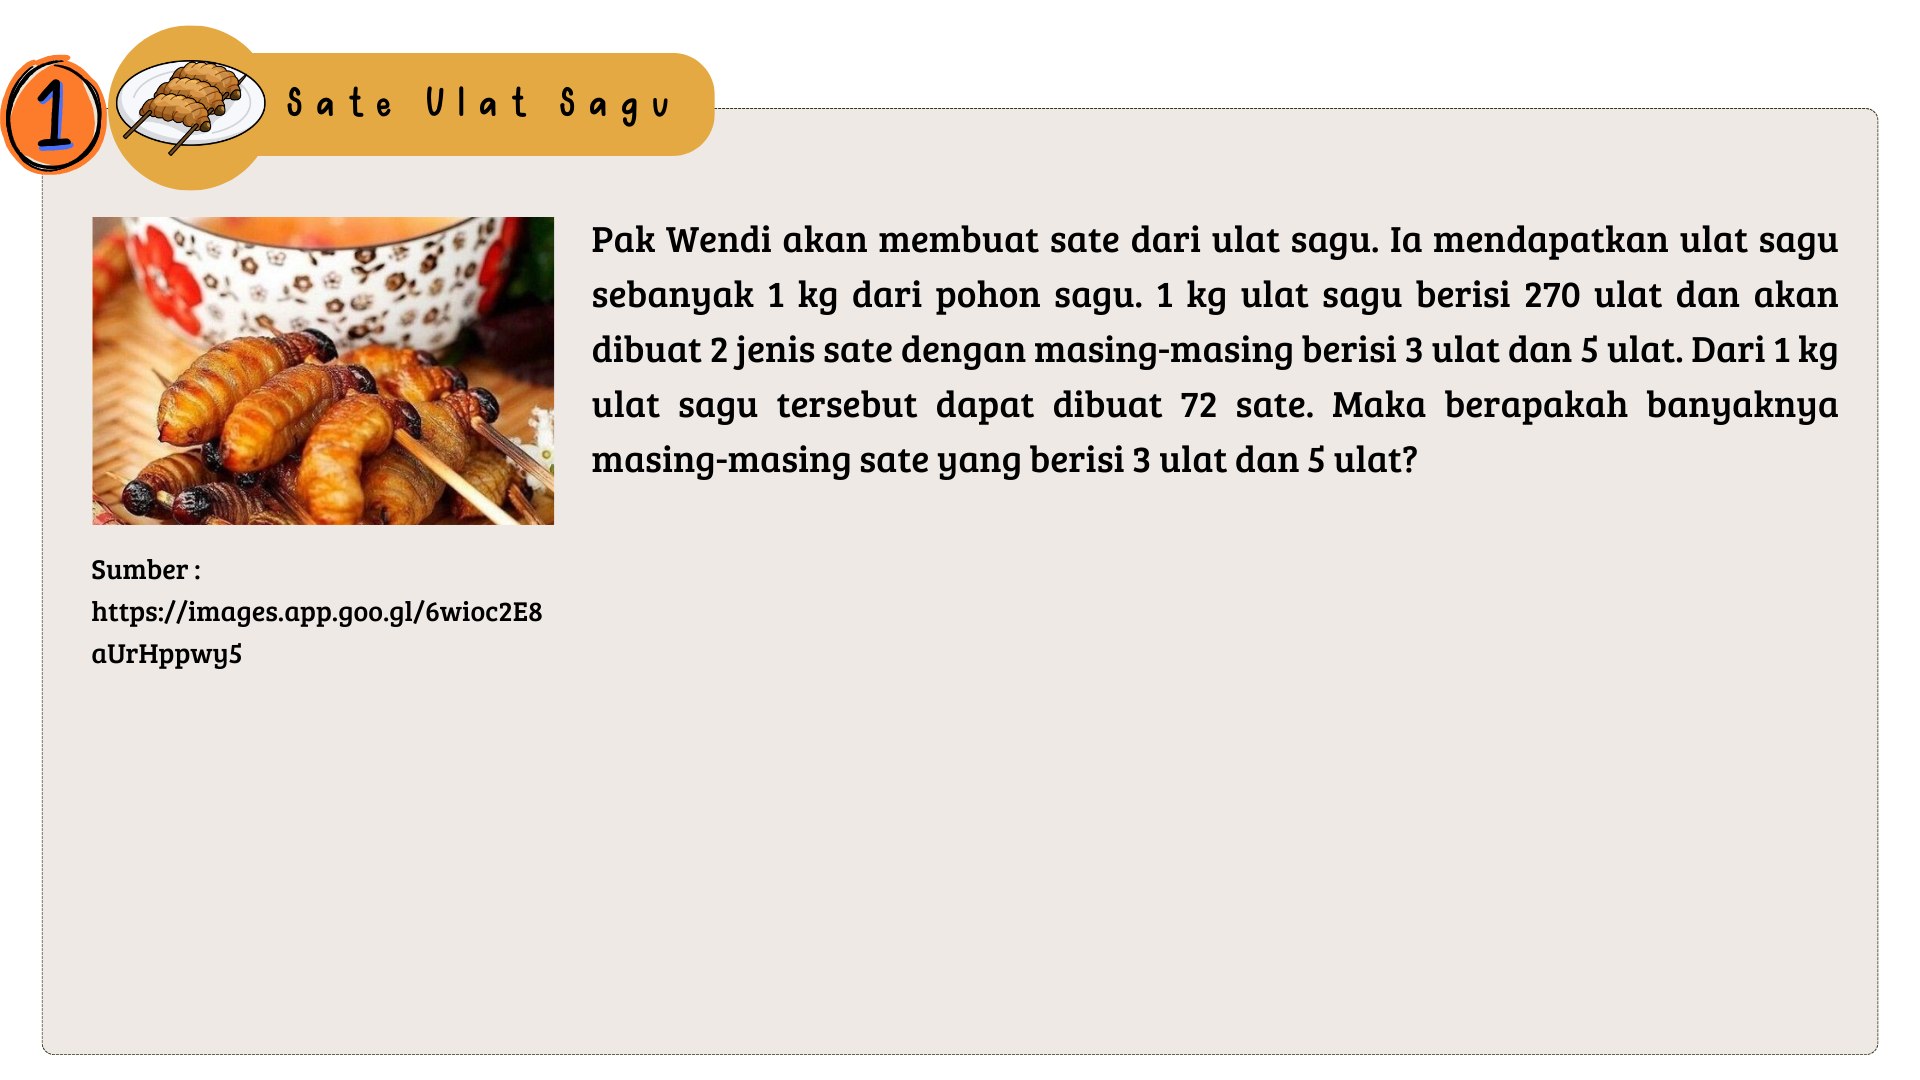 1
Sate Ulat Sagu
Pak Wendi akan membuat sate dari ulat sagu. Ia mendapatkan ulat sagu
sebanyak 1 kg dari pohon sagu. 1 kg ulat sagu berisi 270 ulat dan akan
dibuat 2 jenis sate dengan masing-masing berisi 3 ulat dan 5 ulat. Dari 1 kg
ulat sagu tersebut dapat dibuat 72 sate. Maka berapakah banyaknya
masing-masing sate yang berisi 3 ulat dan 5 ulat?
Sumber :
https://images.app.goo.gl/6wioc2E8
aUrHppwy5